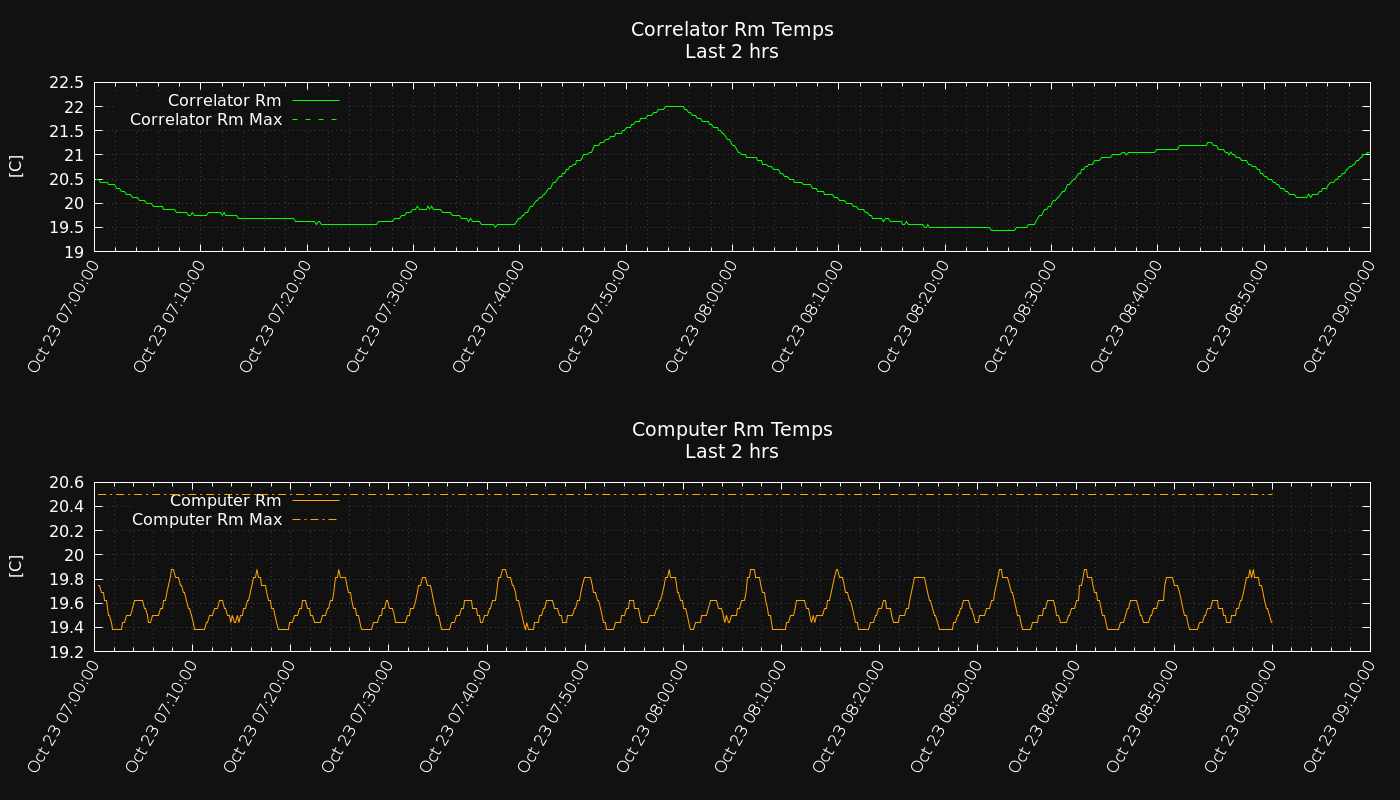 Correlator Rm Temps
Last 2 hrs
22.5
22
21.5
21
20.5
20
19.5
19
[C]
Correlator Rm
Correlator Rm Max
Oct 23 07:00:00
Oct 23 07:10:00
Oct 23 07:20:00
Oct 23 07:30:00
Oct 23 07:40:00
Oct 23 07:50:00
Oct 23 08:00:00
Oct 23 08:10:00
Oct 23 08:20:00
Oct 23 08:30:00
Oct 23 08:40:00
Oct 23 08:50:00
Oct 23 09:00:00
Computer Rm Temps
Last 2 hrs
20.6
20.4
20.2
20
19.8
19.6
19.4
19.2
[C]
Computer Rm
Computer Rm Max
Oct 23 07:00:00
Oct 23 07:10:00
Oct 23 07:20:00
Oct 23 07:30:00
Oct 23 07:40:00
Oct 23 07:50:00
Oct 23 08:00:00
Oct 23 08:10:00
Oct 23 08:20:00
Oct 23 08:30:00
Oct 23 08:40:00
Oct 23 08:50:00
Oct 23 09:00:00
Oct 23 09:10:00